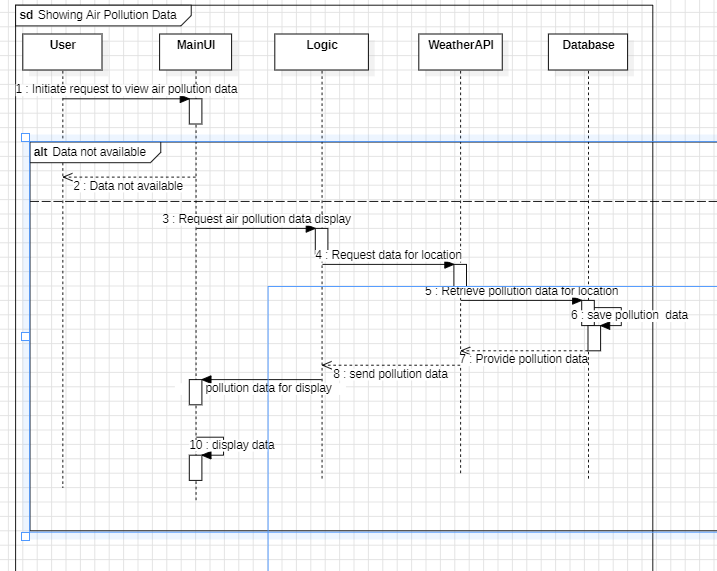 sd Showing Air Pollution Data
User
MainUI
Logic
WeatherAPI
Database
1 : Initiate request to view air pollution data
alt Data not available
2 : Data not available
3 : Request air pollution data display
4 : Request data for location
5 : Retrieve pollution data for location
6 : save pollution data
7 : Provide pollution data
8 : send pollution data
pollution data for display
10 : display data